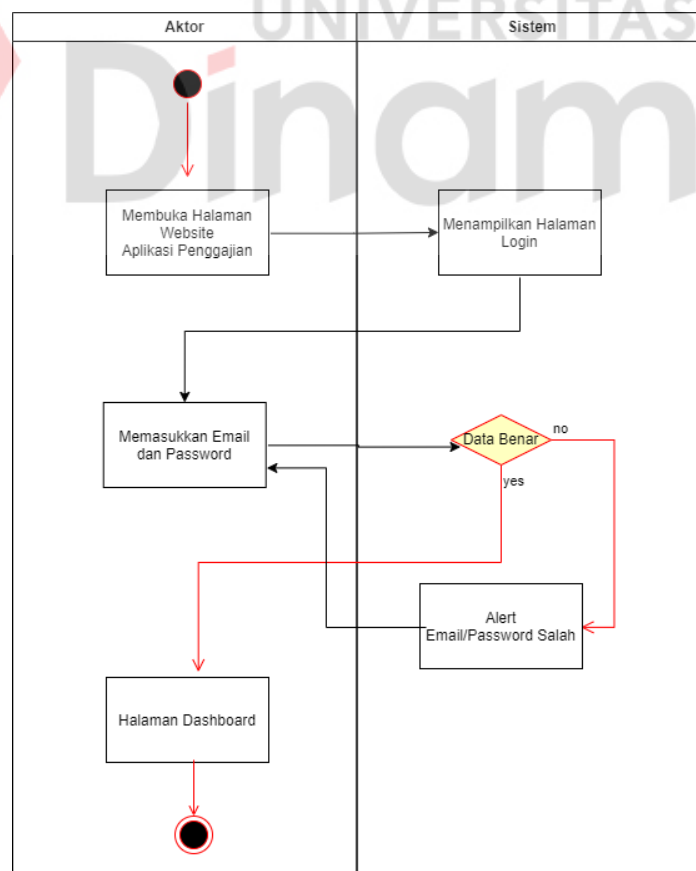 UNIVERSITAS
Dinam
Aktor
Sistem
Membuka Halaman
Website
Aplikasi Penggajian
Menampilkan Halaman
Login
Memasukkan Email
dan Password
Data Benar
no
yes
Alert
Email/Password Salah
Halaman Dashboard